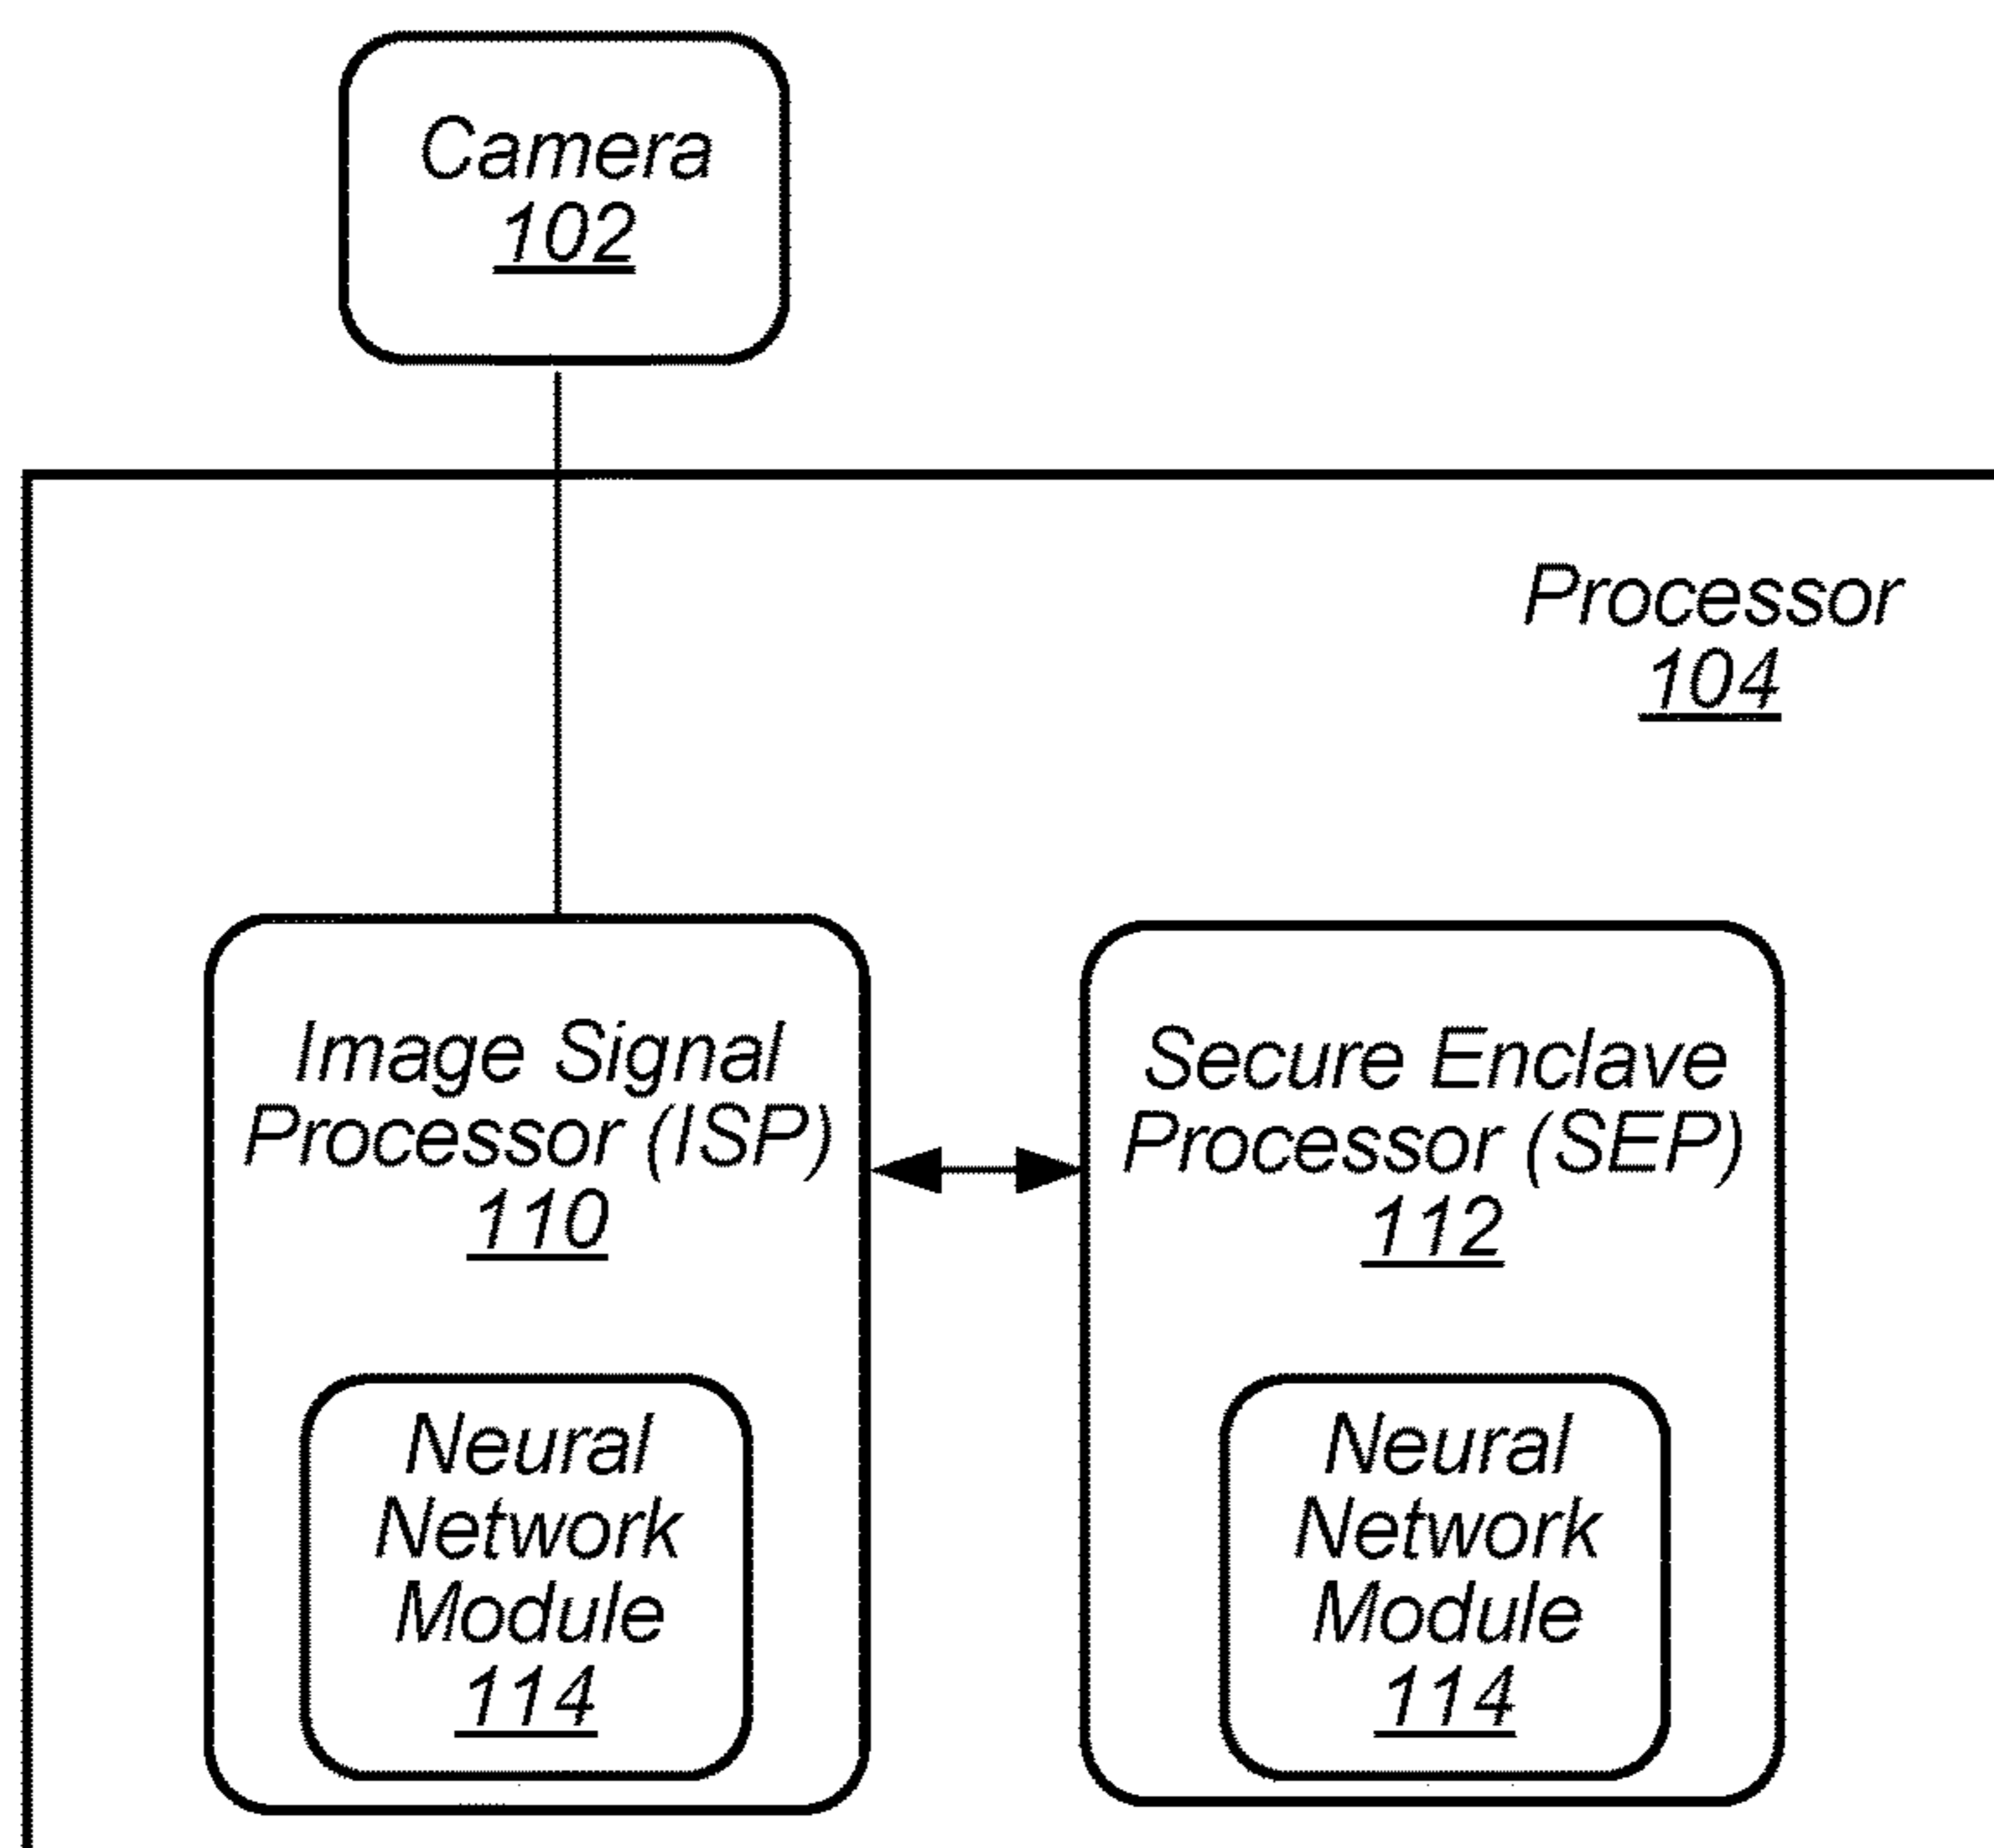 Camera
102
Processor
104
Image Signal
Processor (ISP)
110
Neural
Network
Module
114
Secure Enclave
Processor (SEP)
112
Neural
Network
Module
114